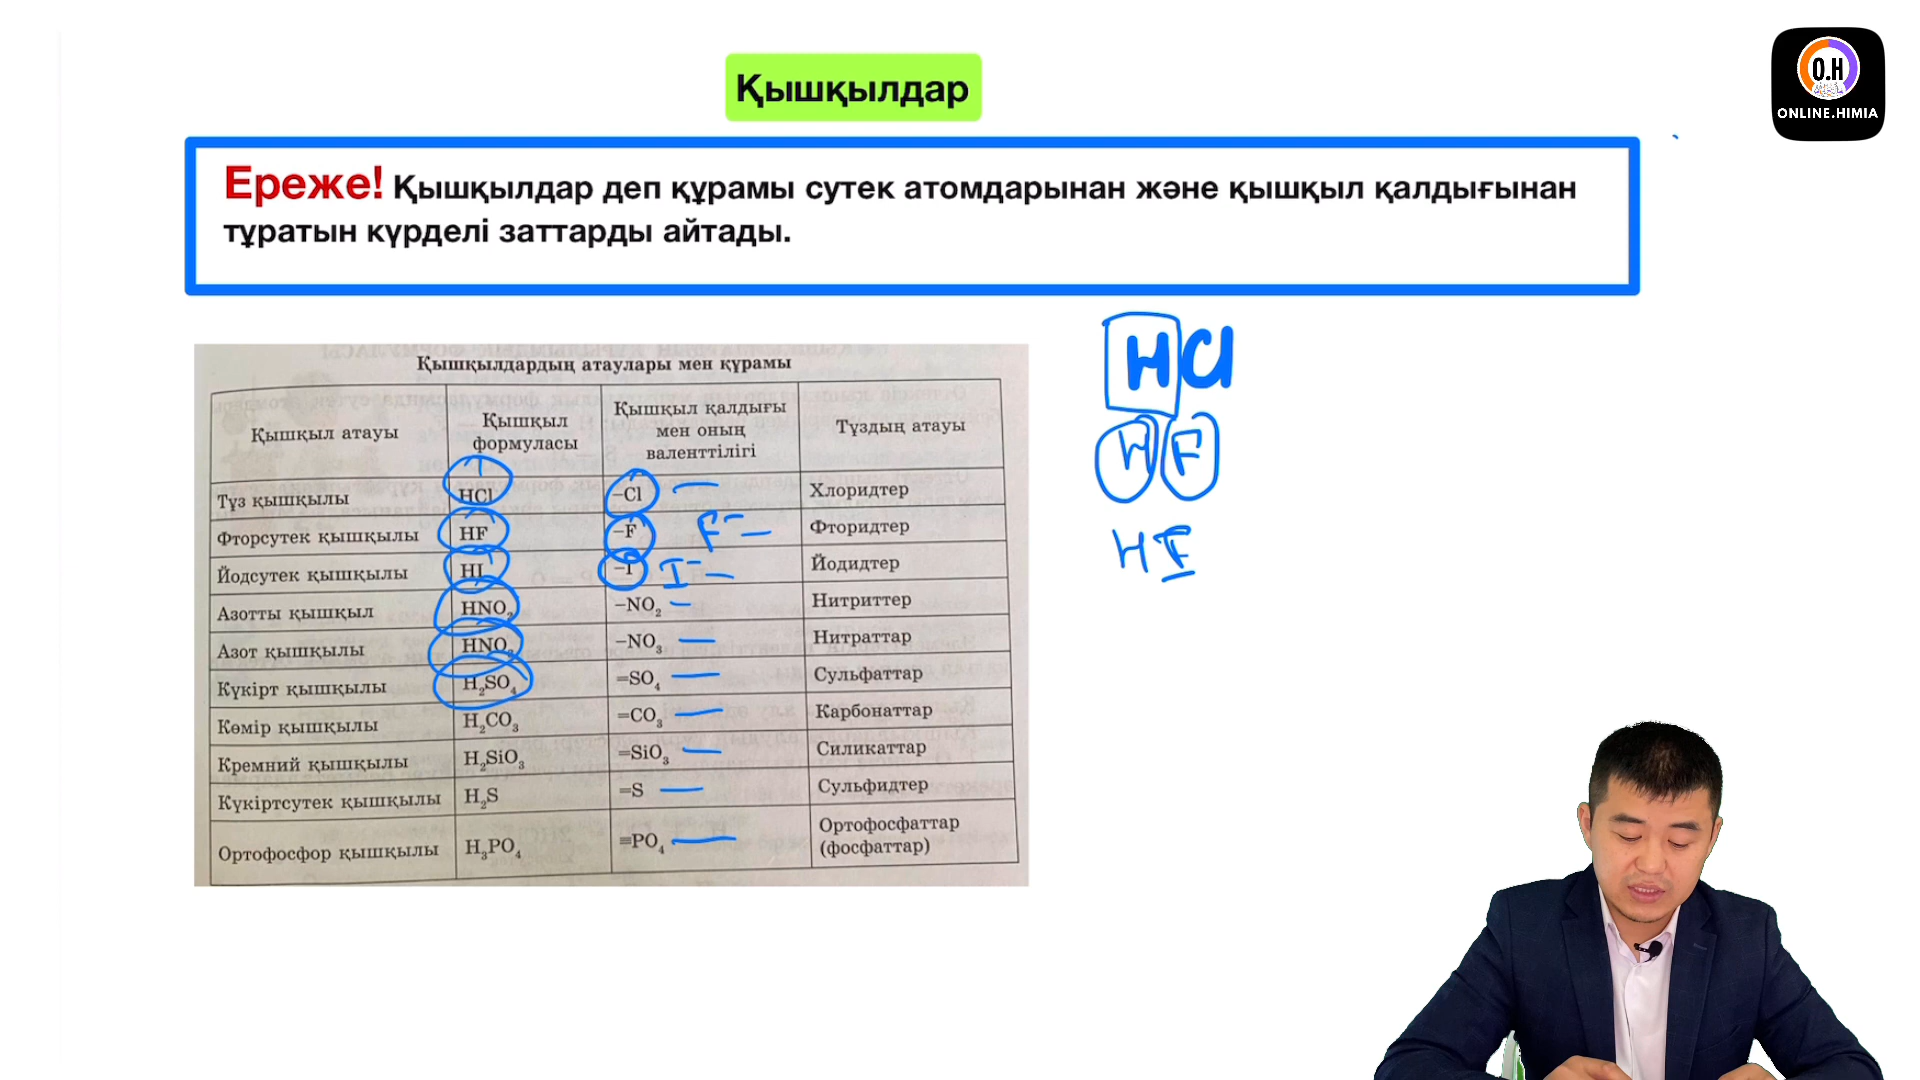 Қышқылдар
O.H
ONLINE.HIMIA
Ереже! Қышқылдар деп құрамы сутек атомдарынан және қышқыл қалдығынан
тұратын күрделі заттарды айтады.
Қышқылдардың атаулары мен құрамы
Қышқыл атауы
Қышқыл формуласы
Қышқыл қалдығы мен оның валенттілігі
Тұздың атауы
Тұз қышқылы HCl –Cl Хлоридтер
Фторсутек қышқылы HF –F F⁻ Фторидтер
Йодсутек қышқылы HI –I I⁻ Йодидтер
Азотты қышқыл HNO₂ –NO₂ Нитриттер
Азот қышқылы HNO₃ –NO₃ Нитраттар
Күкірт қышқылы H₂SO₄ =SO₄ Сульфаттар
Көмір қышқылы H₂CO₃ =CO₃ Карбонаттар
Кремний қышқылы H₂SiO₃ =SiO₃ Силикаттар
Күкіртсутек қышқылы H₂S =S Сульфидтер
Ортофосфор қышқылы H₃PO₄ ≡PO₄ Ортофосфаттар (фосфаттар)
HCl
HF
HF